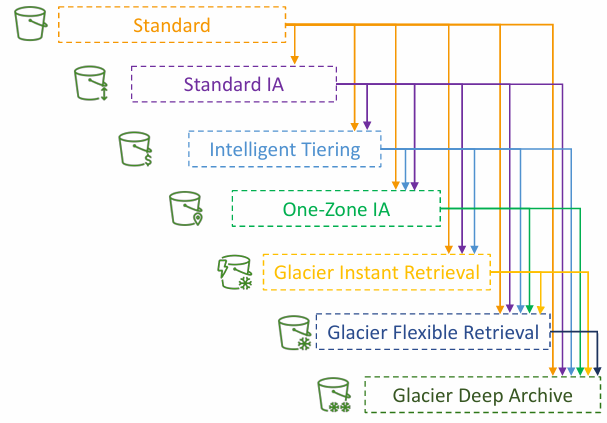 Standard
Standard IA
Intelligent Tiering
One-Zone IA
Glacier Instant Retrieval
Glacier Flexible Retrieval
Glacier Deep Archive